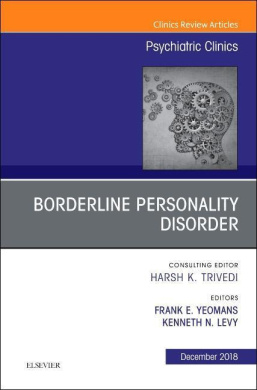 Clinics Review Articles
Psychiatric Clinics
BORDERLINE PERSONALITY
DISORDER
CONSULTING EDITOR
HARSH K. TRIVEDI
EDITORS
FRANK E. YEOMANS
KENNETH N. LEVY
ELSEVIER
December 2018